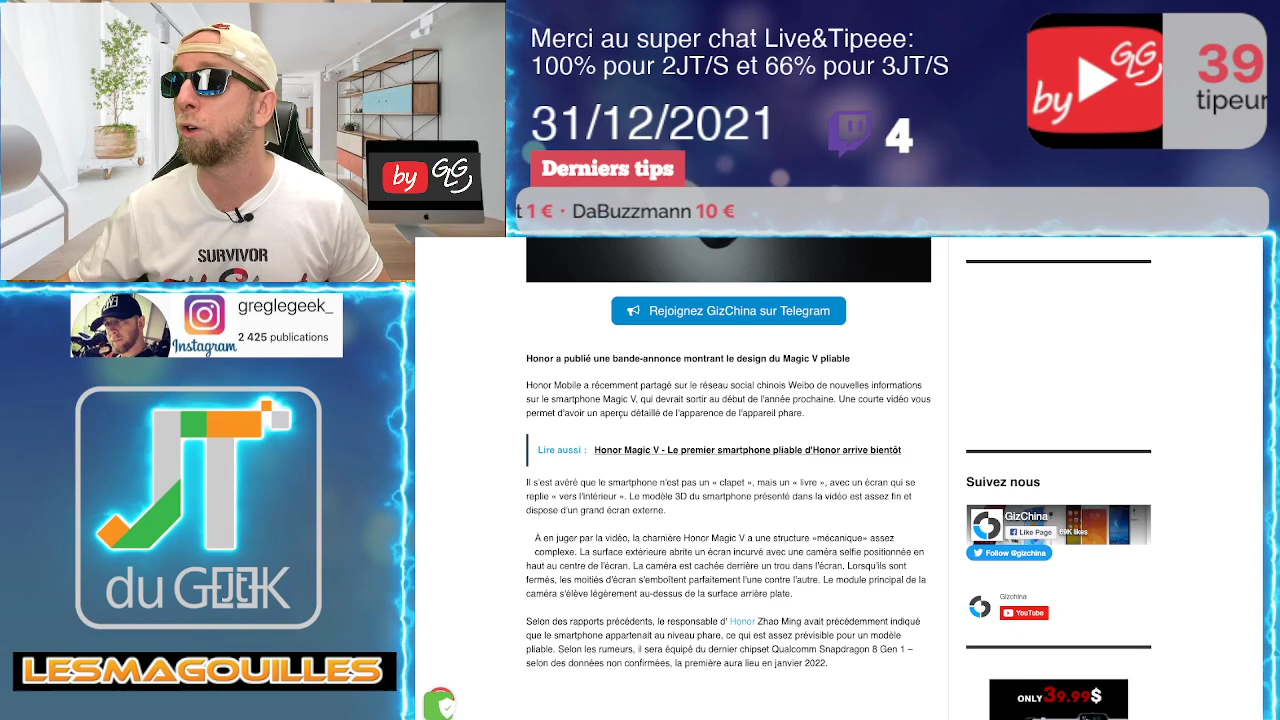 Merci au super chat Live&Tipeee:
100% pour 2JT/S et 66% pour 3JT/S
31/12/2021
4
Derniers tips
t 1 € · DaBuzzmann 10 €
by GLG
39
tipeur
by GLG
SURVIVOR
greglegeek_
Instagram
2 425 publications
JT
du GEEK
LESMAGOUILLES
Rejoignez GizChina sur Telegram
Honor a publié une bande-annonce montrant le design du Magic V pliable
Honor Mobile a récemment partagé sur le réseau social chinois Weibo de nouvelles informations
sur le smartphone Magic V, qui devrait sortir au début de l'année prochaine. Une courte vidéo vous
permet d'avoir un aperçu détaillé de l'apparence de l'appareil phare.
Lire aussi : Honor Magic V - Le premier smartphone pliable d'Honor arrive bientôt
Il s'est avéré que le smartphone n'est pas un « clapet », mais un « livre », avec un écran qui se
replie « vers l'intérieur ». Le modèle 3D du smartphone présenté dans la vidéo est assez fin et
dispose d'un grand écran externe.
À en juger par la vidéo, la charnière Honor Magic V a une structure «mécanique» assez
complexe. La surface extérieure abrite un écran incurvé avec une caméra selfie positionnée en
haut au centre de l'écran. La caméra est cachée derrière un trou dans l'écran. Lorsqu'ils sont
fermés, les moitiés d'écran s'emboîtent parfaitement l'une contre l'autre. Le module principal de la
caméra s'élève légèrement au-dessus de la surface arrière plate.
Selon des rapports précédents, le responsable d' Honor Zhao Ming avait précédemment indiqué
que le smartphone appartenait au niveau phare, ce qui est assez prévisible pour un modèle
pliable. Selon les rumeurs, il sera équipé du dernier chipset Qualcomm Snapdragon 8 Gen 1 –
selon des données non confirmées, la première aura lieu en janvier 2022.
Suivez nous
GizChina
Like Page
69K likes
Follow @gizchina
Gizchina
YouTube
ONLY 39.99$